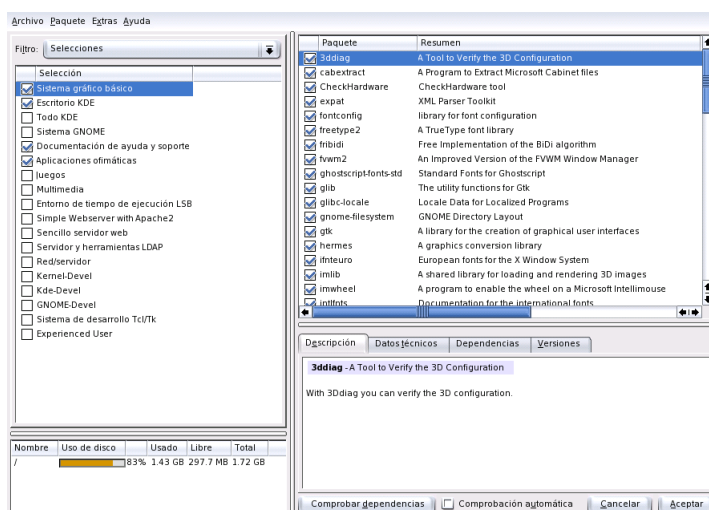 Archivo Paquete Extras Ayuda
Filtro: Selecciones
Selección
Sistema gráfico básico
Escritorio KDE
Todo KDE
Sistema GNOME
Documentación de ayuda y soporte
Aplicaciones ofimáticas
Juegos
Multimedia
Entorno de tiempo de ejecución LSB
Simple Webserver with Apache2
Sencillo servidor web
Servidor y herramientas LDAP
Red/servidor
Kernel-Devel
Kde-Devel
GNOME-Devel
Sistema de desarrollo Tcl/Tk
Experienced User
Nombre Uso de disco Usado Libre Total
/ 83% 1.43 GB 297.7 MB 1.72 GB
Paquete Resumen
3ddiag A Tool to Verify the 3D Configuration
cabextract A Program to Extract Microsoft Cabinet files
CheckHardware CheckHardware tool
expat XML Parser Toolkit
fontconfig library for font configuration
freetype2 A TrueType font library
fribidi Free Implementation of the BiDi algorithm
fvwm2 An Improved Version of the FVWM Window Manager
ghostscript-fonts-std Standard Fonts for Ghostscript
glib The utility functions for Gtk
glibc-locale Locale Data for Localized Programs
gnome-filesystem GNOME Directory Layout
gtk A library for the creation of graphical user interfaces
hermes A graphics conversion library
ifnteuro European fonts for the X Window System
imlib A shared library for loading and rendering 3D images
imwheel A program to enable the wheel on a Microsoft Intellimouse
intlfnts Documentation for the international fonts
Descripción Datos técnicos Dependencias Versiones
3ddiag - A Tool to Verify the 3D Configuration
With 3Ddiag you can verify the 3D configuration.
Comprobar dependencias Comprobación automática Cancelar Aceptar